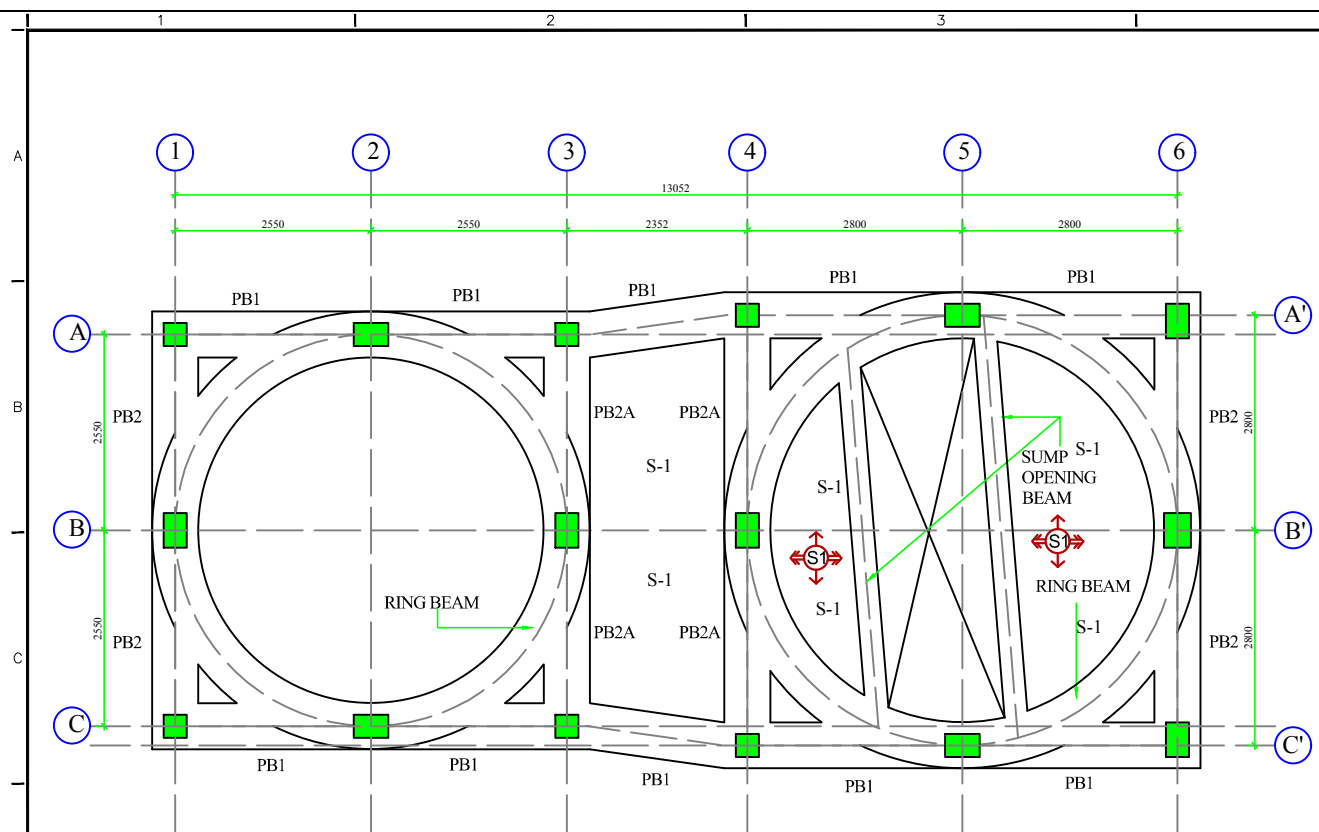 1 2 3
A
1 2 3 4 5 6
13052
2550 2550 2352 2800 2800
PB1 PB1 PB1 PB1 PB1
A A'
B
PB2 PB2A PB2A PB2
2550 2800
S-1 S-1 S-1
SUMP
OPENING
BEAM
B B'
S1 S1
S-1 S-1 S-1
RING BEAM RING BEAM
2550 2800
PB2 PB2A PB2A PB2
C
C C'
PB1 PB1 PB1 PB1 PB1